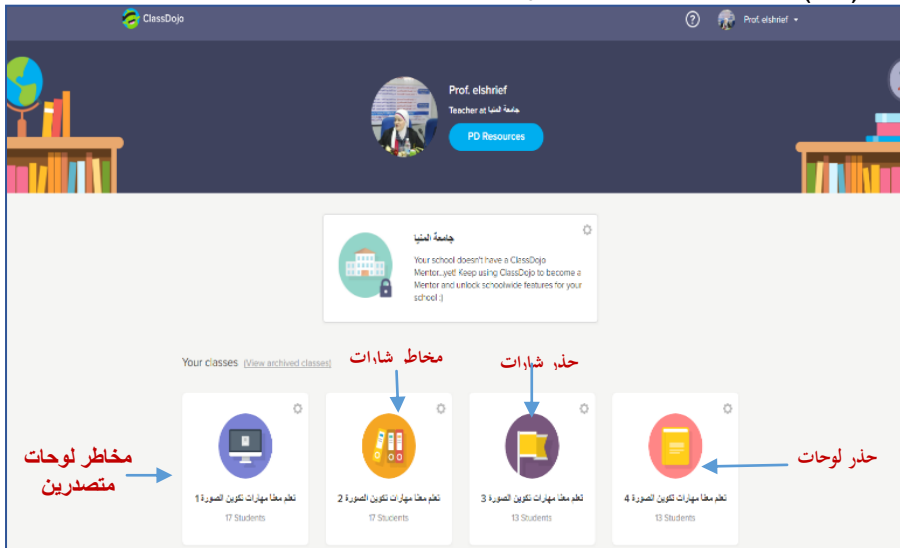 ClassDojo
Prof. elshrief
Prof. elshrief
Teacher at جامعة المنيا
PD Resources
جامعة المنيا
Your school doesn't have a ClassDojo
Mentor...yet! Keep using ClassDojo to become a
Mentor and unlock schoolwide features for your
school :)
Your classes (View archived classes)
مخاطر شارات
حذر شارات
مخاطر لوحات
متصدرين
حذر لوحات
تعلم معنا مهارات تكوين الصورة 1
17 Students
تعلم معنا مهارات تكوين الصورة 2
17 Students
تعلم معنا مهارات تكوين الصورة 3
13 Students
تعلم معنا مهارات تكوين الصورة 4
13 Students